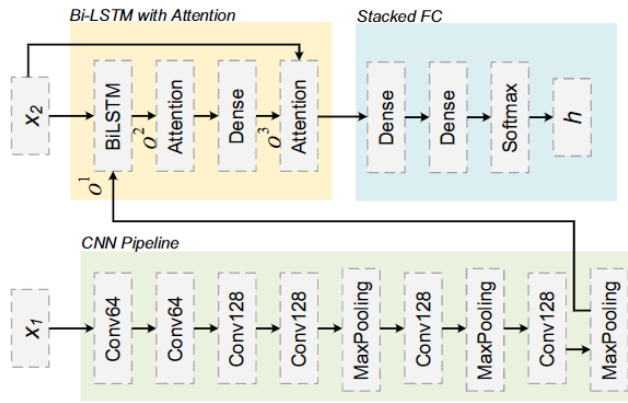 Bi-LSTM with Attention
Stacked FC
x2
BiLSTM
Attention
Dense
Attention
Dense
Dense
Softmax
h
O1
O2
O3
CNN Pipeline
x1
Conv64
Conv64
Conv128
Conv128
MaxPooling
Conv128
MaxPooling
Conv128
MaxPooling